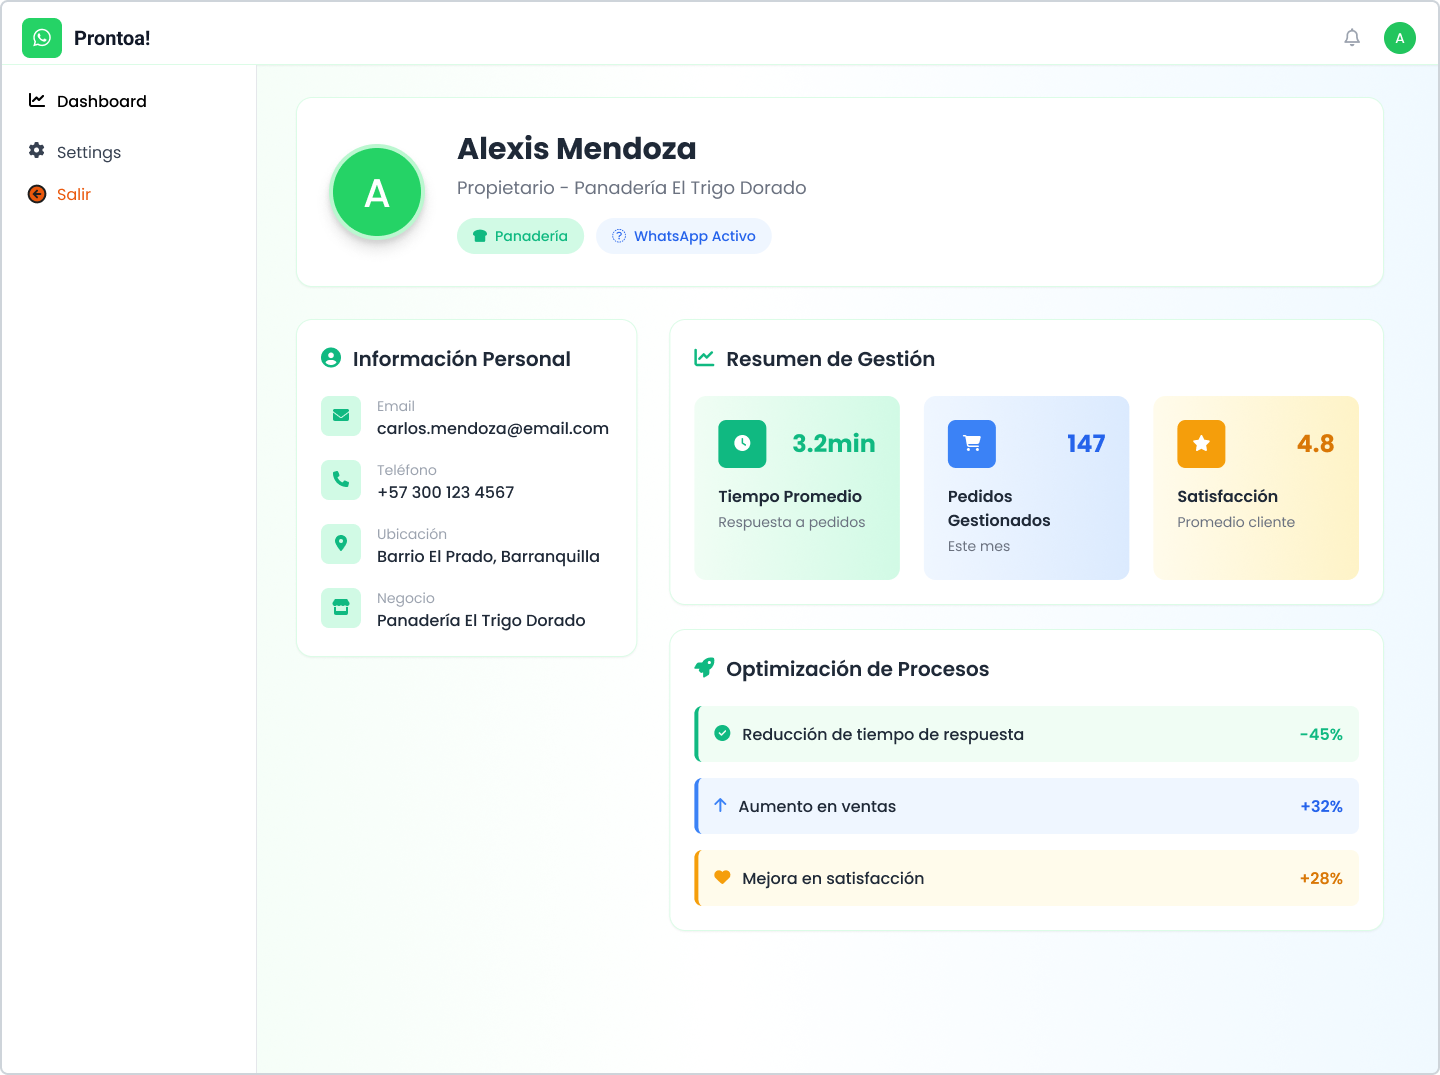 Prontoa!
A
Dashboard
Settings
Salir
A
Alexis Mendoza
Propietario - Panadería El Trigo Dorado
Panadería
WhatsApp Activo
Información Personal
Email
carlos.mendoza@email.com
Teléfono
+57 300 123 4567
Ubicación
Barrio El Prado, Barranquilla
Negocio
Panadería El Trigo Dorado
Resumen de Gestión
3.2min
Tiempo Promedio
Respuesta a pedidos
147
Pedidos
Gestionados
Este mes
4.8
Satisfacción
Promedio cliente
Optimización de Procesos
Reducción de tiempo de respuesta
-45%
Aumento en ventas
+32%
Mejora en satisfacción
+28%